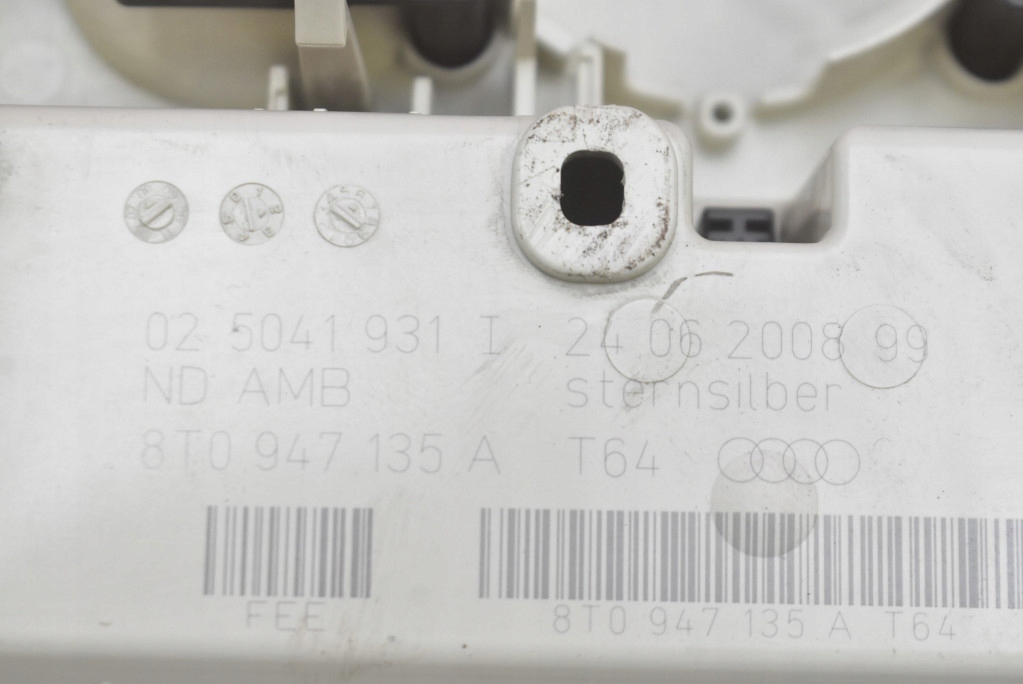 02 5041 931 I 24 06 2008 99
ND AMB sternsilber
8T0 947 135 A T64
FEE
8T0 947 135 A T64